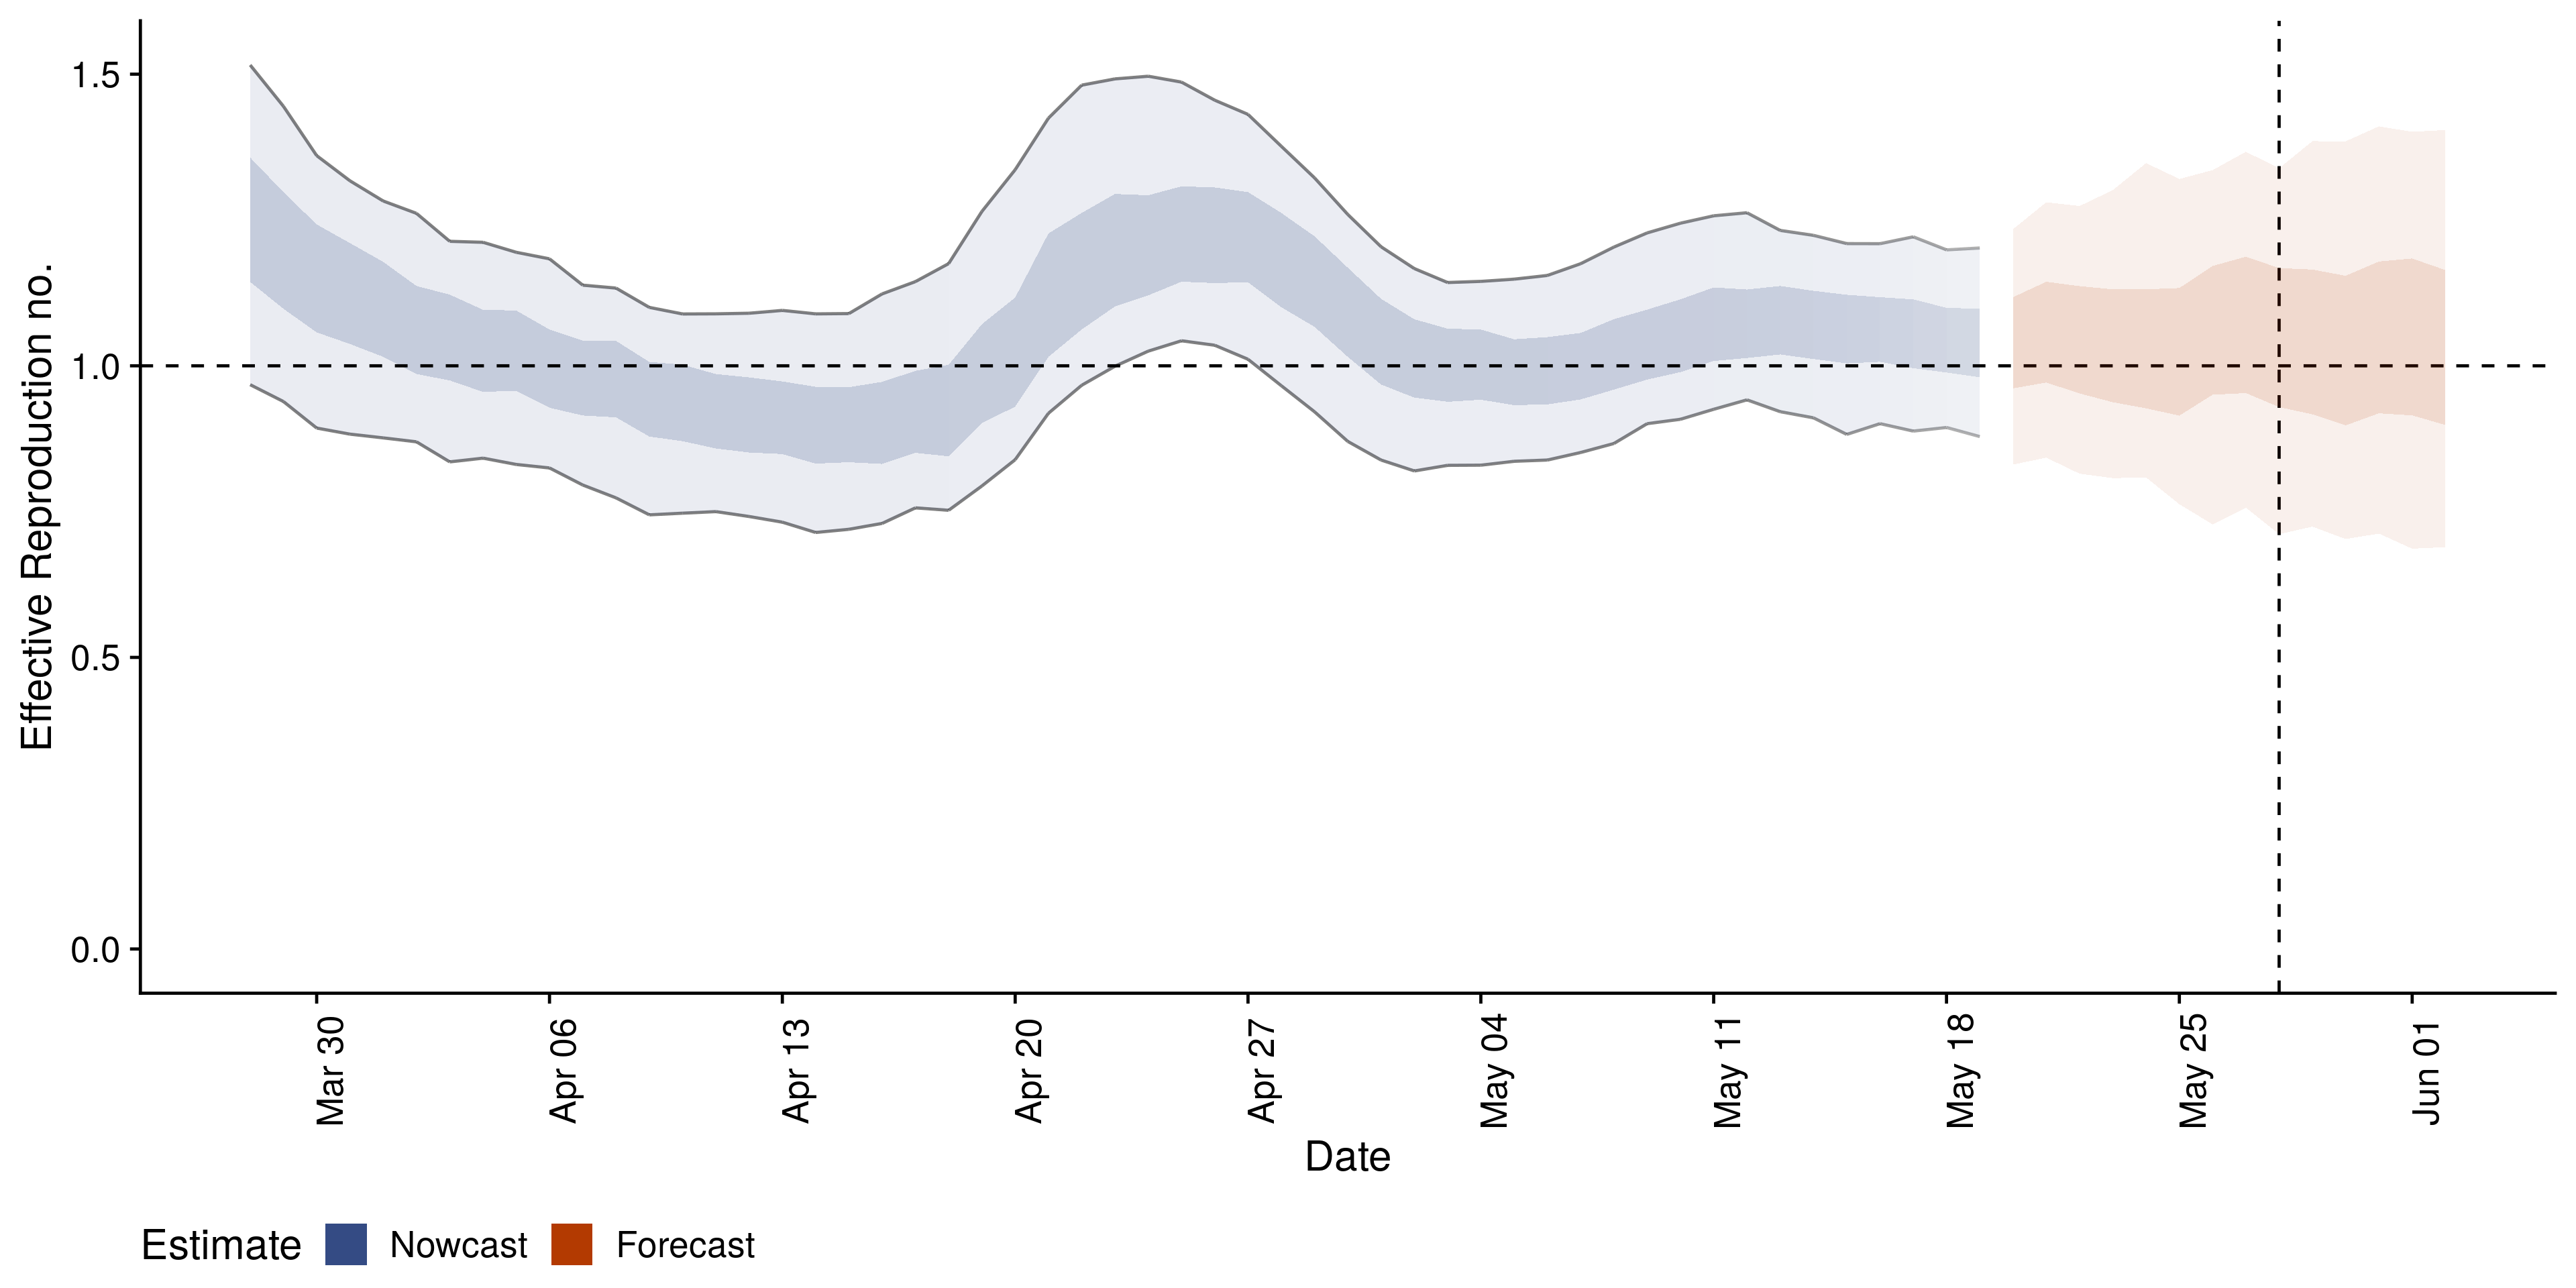 Effective Reproduction no.
1.5
1.0
0.5
0.0
Mar 30
Apr 06
Apr 13
Apr 20
Apr 27
May 04
May 11
May 18
May 25
Jun 01
Date
Estimate Nowcast Forecast